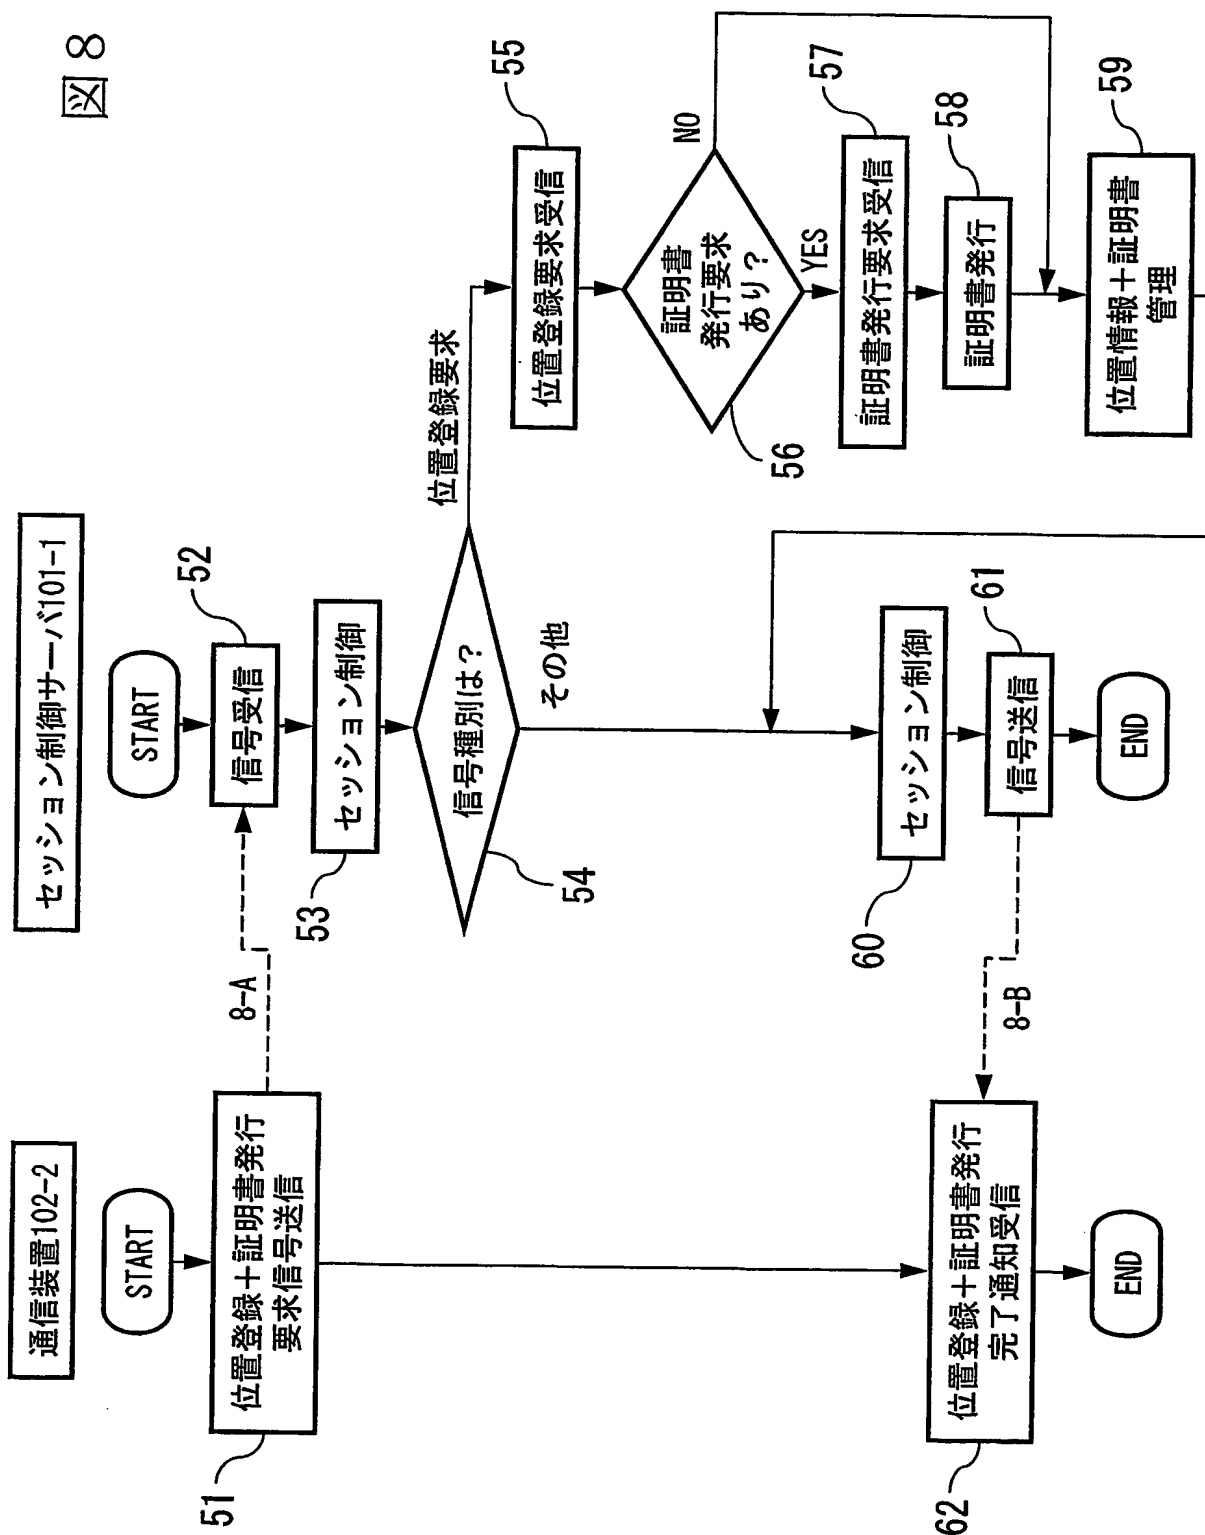 図8
通信装置102-2
START
位置登録+証明書発行
要求信号送信
51
8-A
位置登録+証明書発行
完了通知受信
62
8-B
END
セッション制御サーバ101-1
START
信号受信
52
セッション制御
53
信号種別は?
54
位置登録要求
その他
位置登録要求受信
55
証明書
発行要求
あり?
56
NO
YES
証明書発行要求受信
57
証明書発行
58
位置情報+証明書
管理
59
セッション制御
60
信号送信
61
END